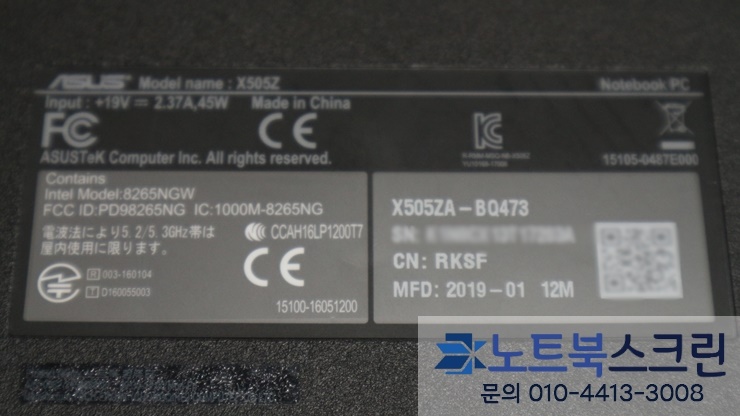 ASUS Model name : X505Z Notebook PC
Input : +19V ⎓ 2.37A,45W Made in China
FC CE
ASUSTeK Computer Inc. All rights reserved.
15105-0487E000
Contains
Intel Model:8265NGW
FCC ID:PD98265NG IC:1000M-8265NG
電波法により5.2/5.3GHz帯は
屋内使用に限ります。
CCAH16LP1200T7
CE
R 003-160104
T D160055003
15100-16051200
X505ZA-BQ473
SN:
CN: RKSF
MFD: 2019-01 12M
노트북스크린
문의 010-4413-3008